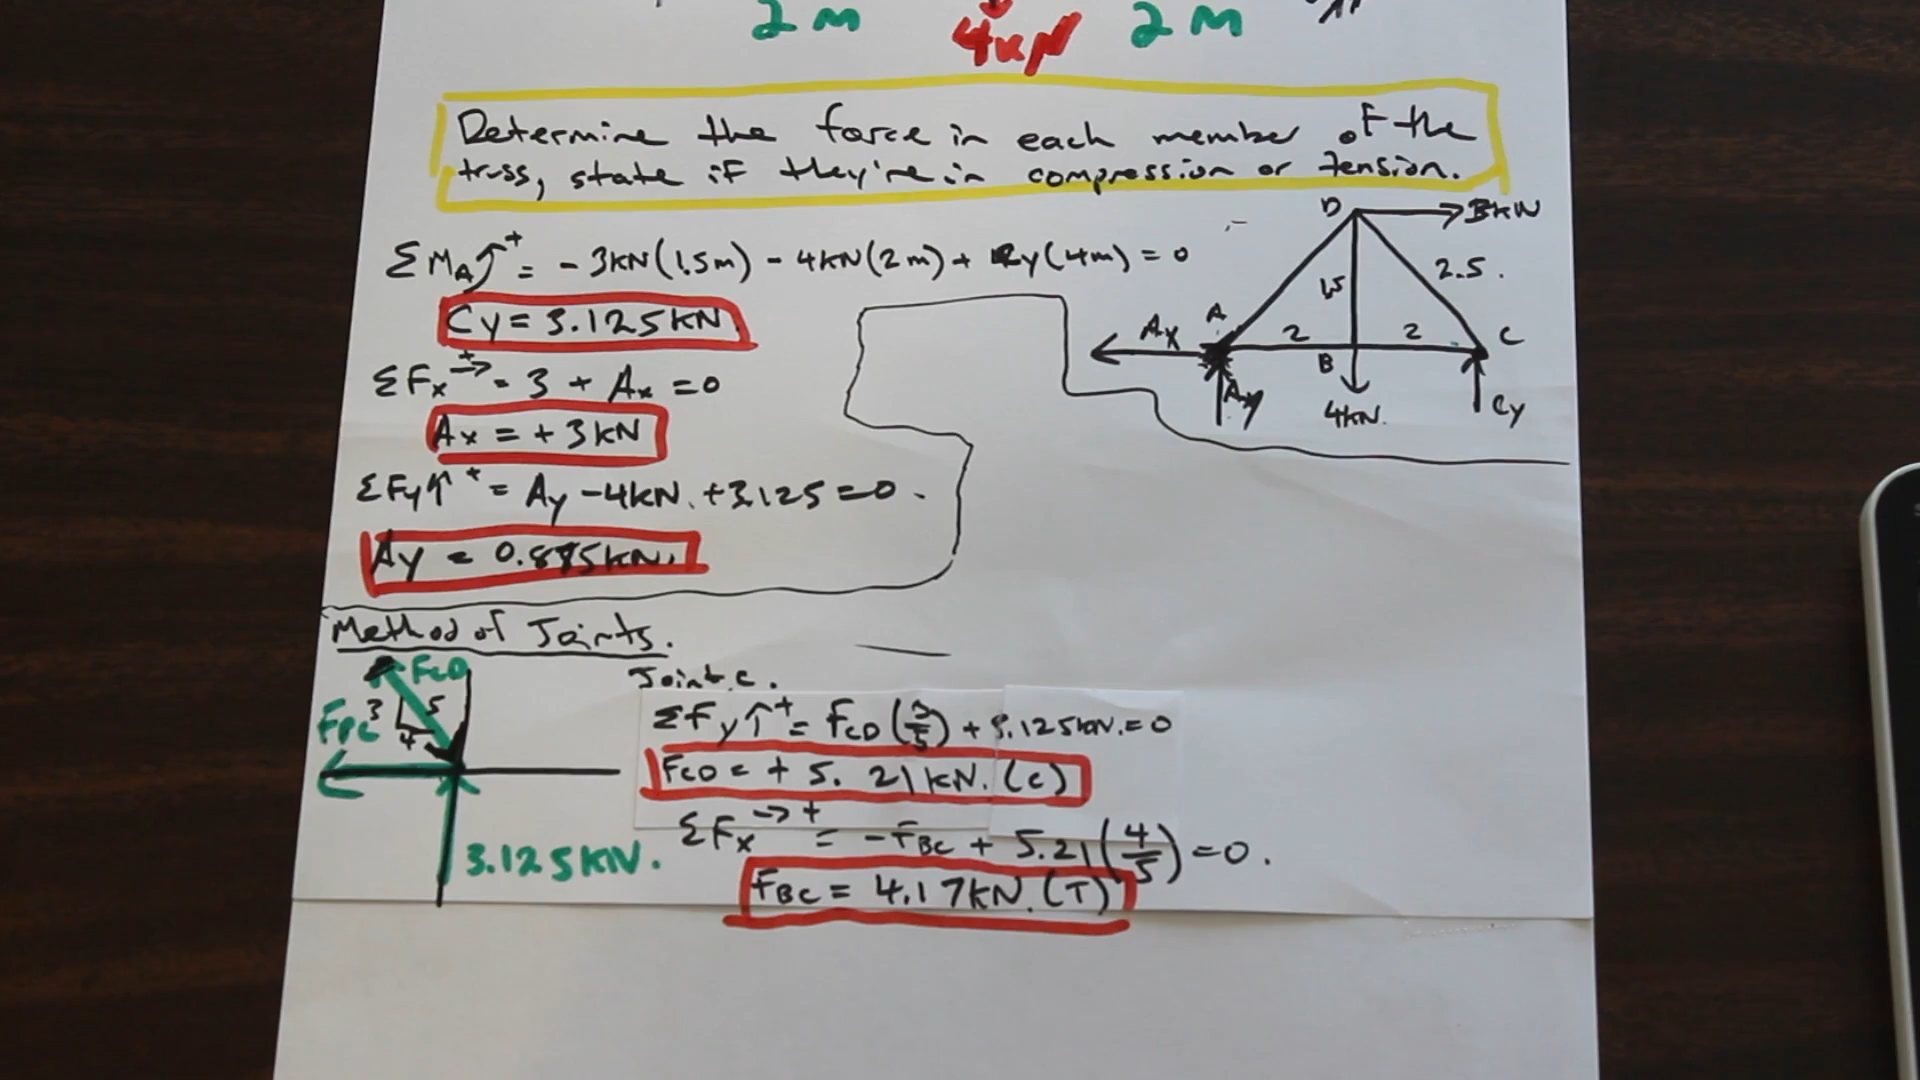 2 m 4kN 2 m
Determine the force in each member of the
truss, state if they're in compression or tension.
D 3KN
1.5 2.5.
Ax A 2 2 C
B
Ay 4kN. Cy
ΣMA + = - 3KN(1.5m) - 4KN(2m) + Cy(4m) = 0
Cy = 3.125KN.
ΣFx → + = 3 + Ax = 0
Ax = + 3KN
ΣFy↑ + = Ay - 4KN. + 3.125 = 0.
Ay = 0.875KN.
Method of Joints.
FCD
FBC 3 5 4
3.125KN.
Joint C.
ΣFy↑ + = FCD (3/5) + 3.125KN. = 0
FCD = + 5.21KN. (C)
ΣFx → + = - FBC + 5.21 (4/5) = 0.
FBC = 4.17KN. (T)